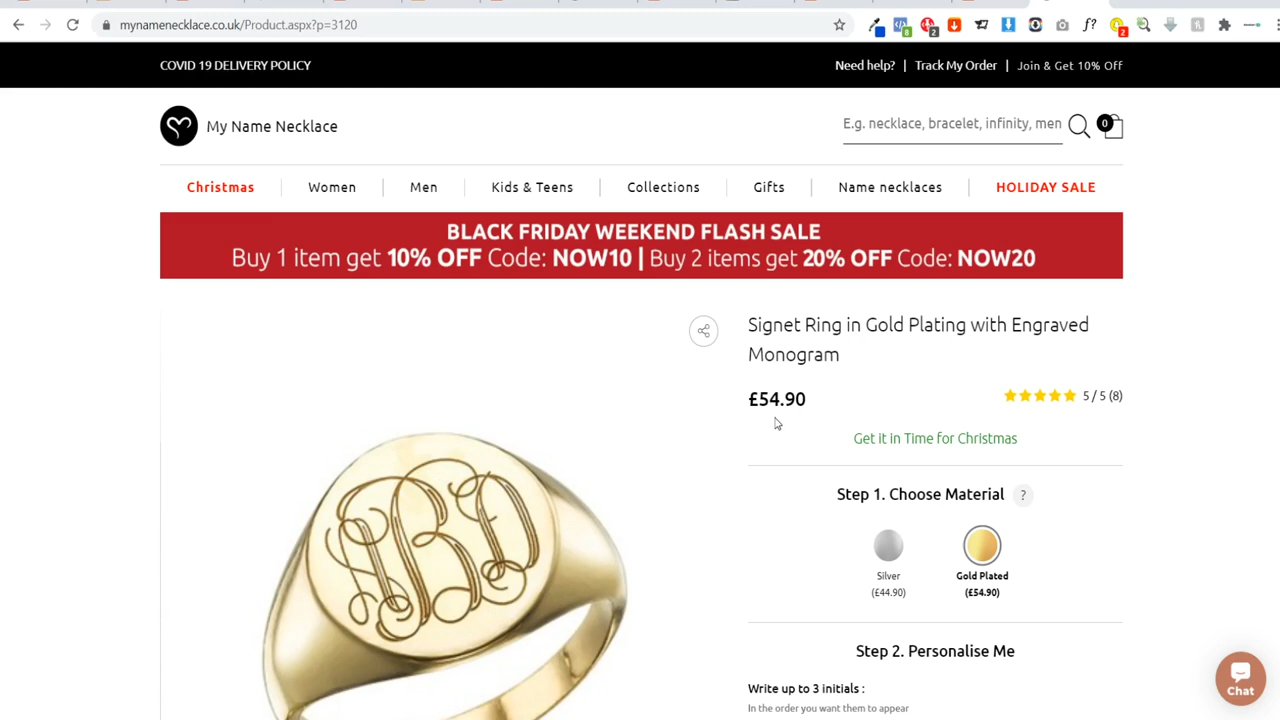 mynamenecklace.co.uk/Product.aspx?p=3120
8
2
f?
2
COVID 19 DELIVERY POLICY
Need help? | Track My Order | Join & Get 10% Off
My Name Necklace
E.g. necklace, bracelet, infinity, men
0
Christmas
Women
Men
Kids & Teens
Collections
Gifts
Name necklaces
HOLIDAY SALE
BLACK FRIDAY WEEKEND FLASH SALE
Buy 1 item get 10% OFF Code: NOW10 | Buy 2 items get 20% OFF Code: NOW20
Signet Ring in Gold Plating with Engraved
Monogram
£54.90
5 / 5 (8)
Get it in Time for Christmas
Step 1. Choose Material ?
Silver
(£44.90)
Gold Plated
(£54.90)
Step 2. Personalise Me
Write up to 3 initials :
In the order you want them to appear
Chat